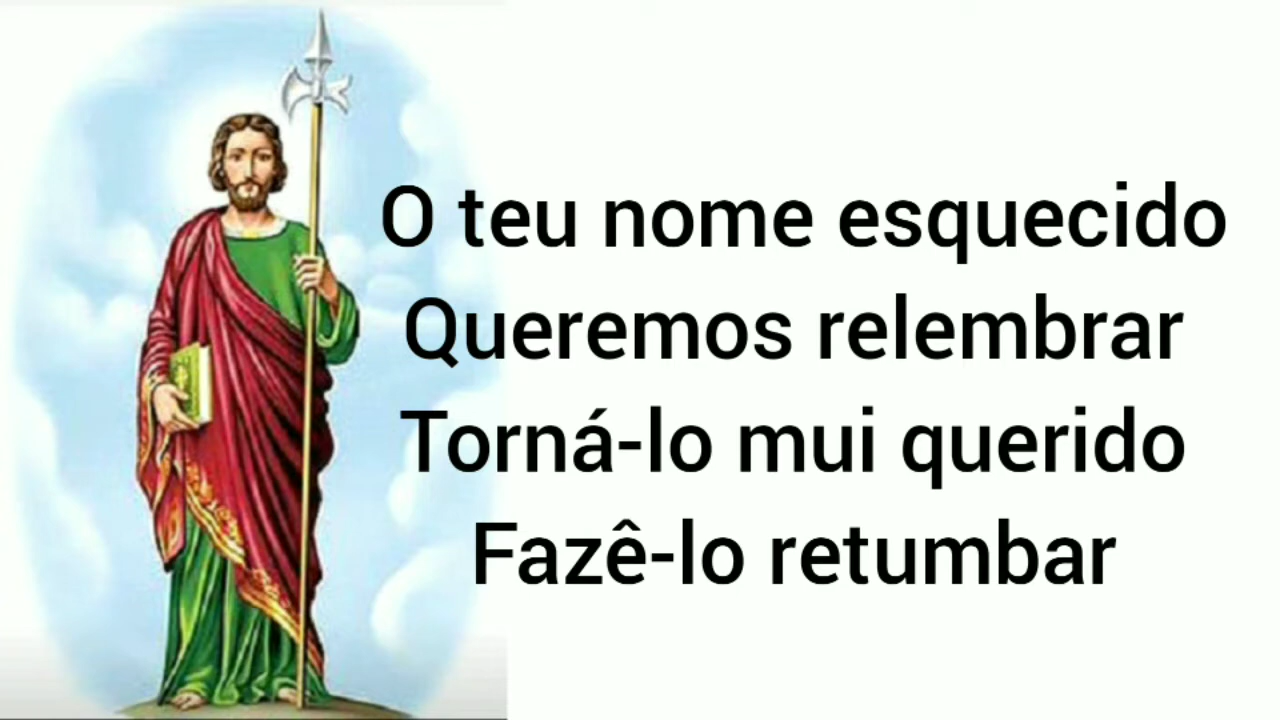 O teu nome esquecido
Queremos relembrar
Torná-lo mui querido
Fazê-lo retumbar